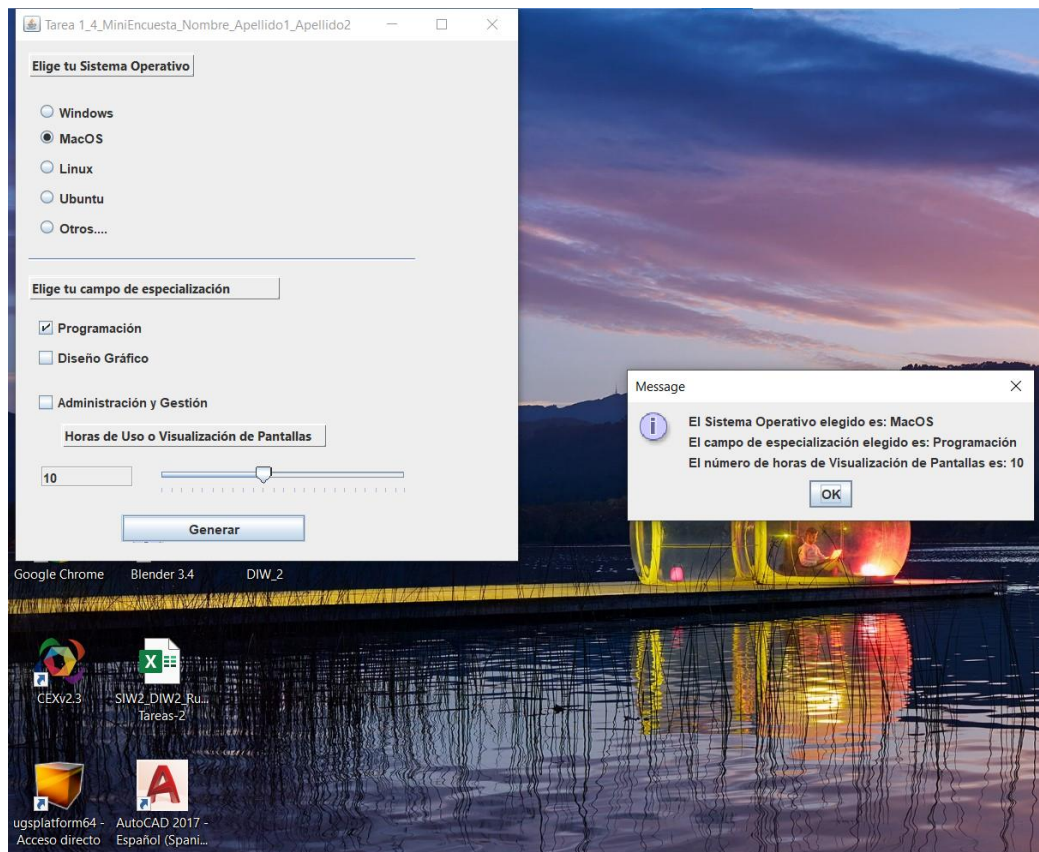 Tarea 1_4_MiniEncuesta_Nombre_Apellido1_Apellido2
Elige tu Sistema Operativo
Windows
MacOS
Linux
Ubuntu
Otros....
Elige tu campo de especialización
Programación
Diseño Gráfico
Administración y Gestión
Horas de Uso o Visualización de Pantallas
10
Generar
Message
El Sistema Operativo elegido es: MacOS
El campo de especialización elegido es: Programación
El número de horas de Visualización de Pantallas es: 10
OK
Google Chrome
Blender 3.4
DIW_2
CEXv2.3
SIW2_DIW2_Ru...
Tareas-2
ugsplatform64 -
Acceso directo
AutoCAD 2017 -
Español (Spani...